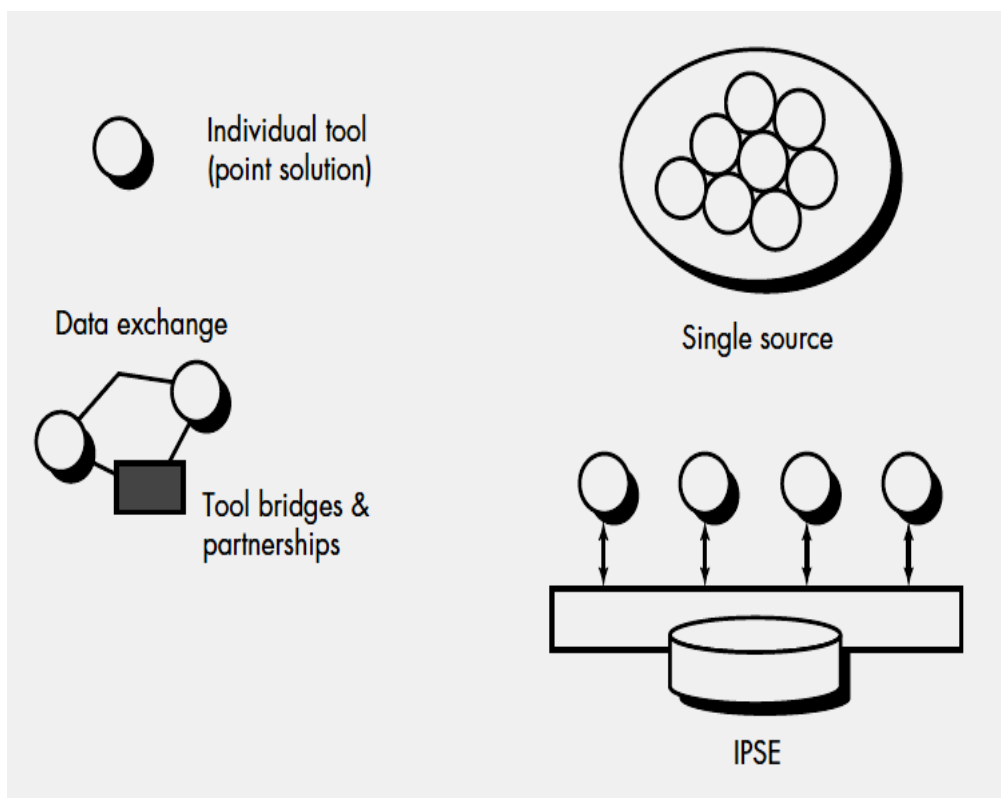 Individual tool
(point solution)
Data exchange
Single source
Tool bridges &
partnerships
IPSE